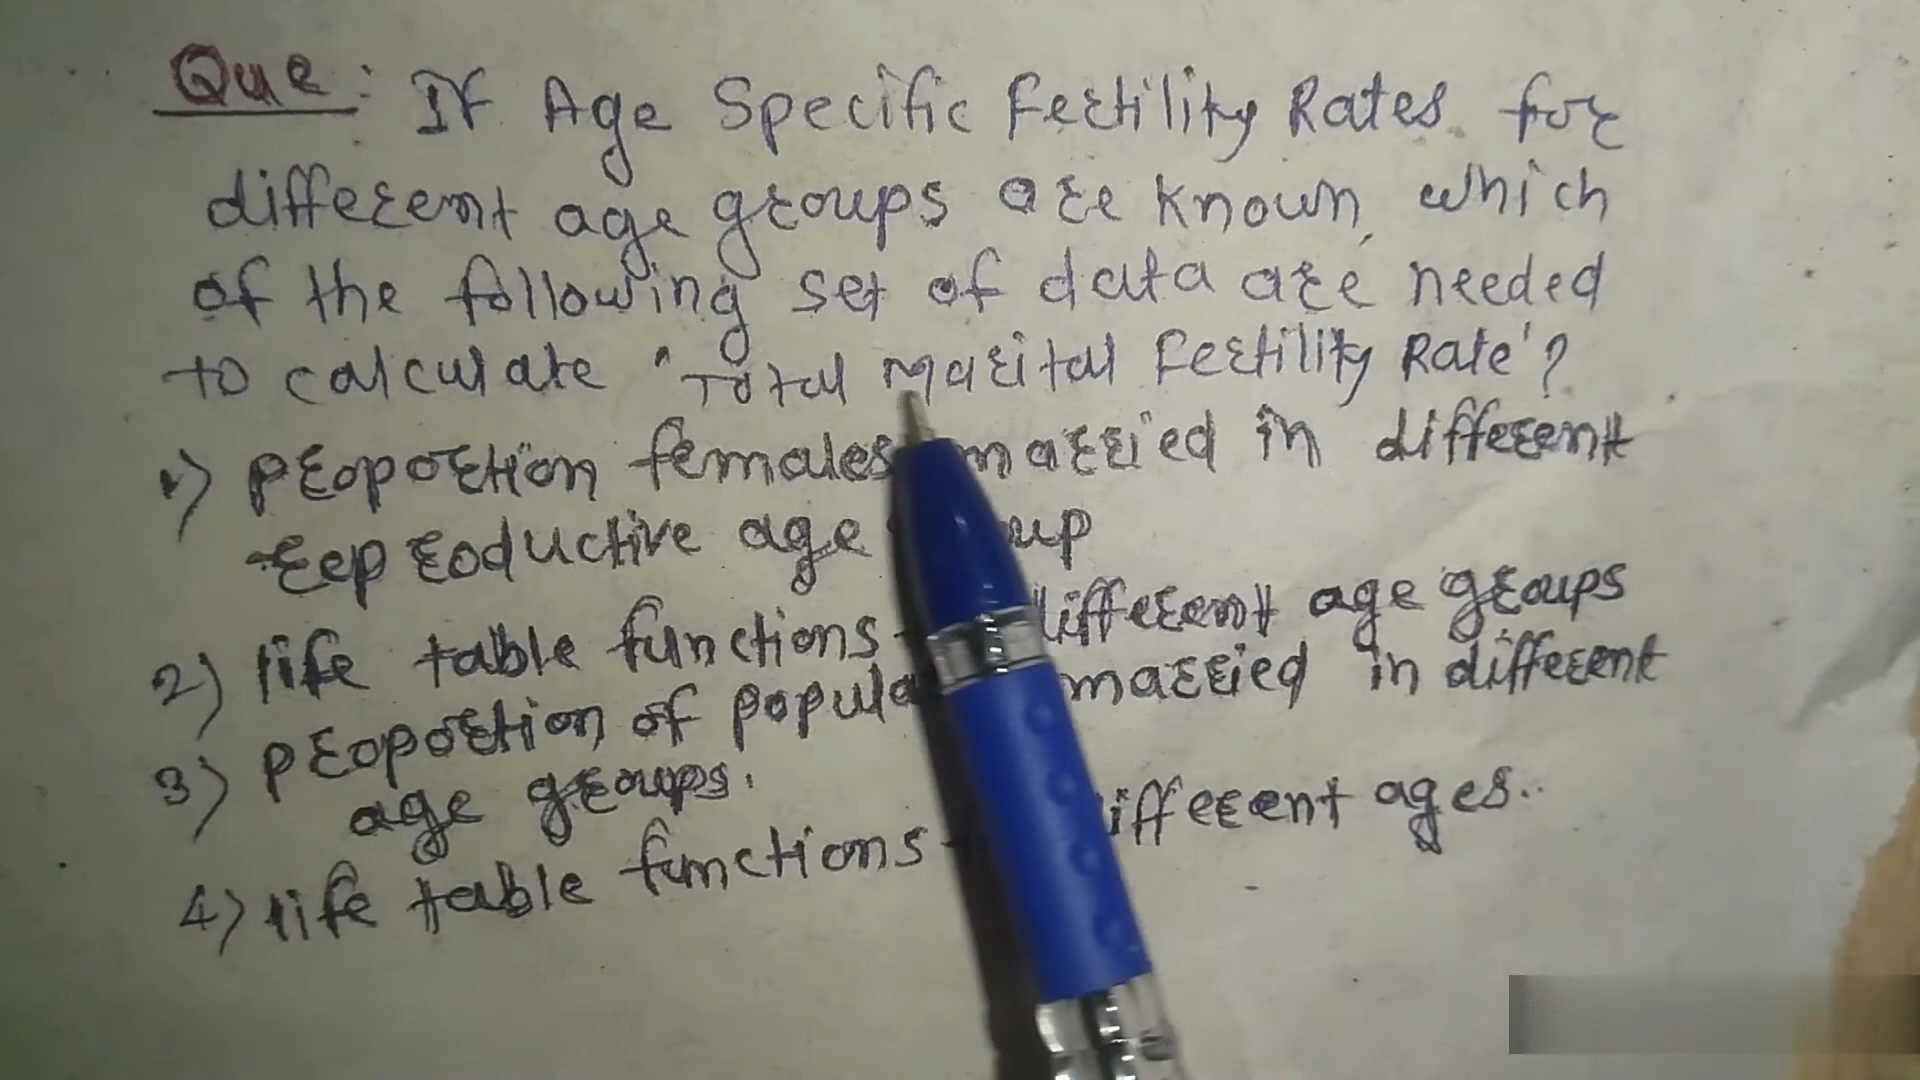 Que: If Age Specific Fertility Rates for
different age groups are known, which
of the following set of data are needed
to calculate 'Total Marital Fertility Rate'?
1) proportion females married in different
reproductive age up
2) life table functions - different age groups
3) proportion of popula married in different
age groups.
4) life table functions - different ages..